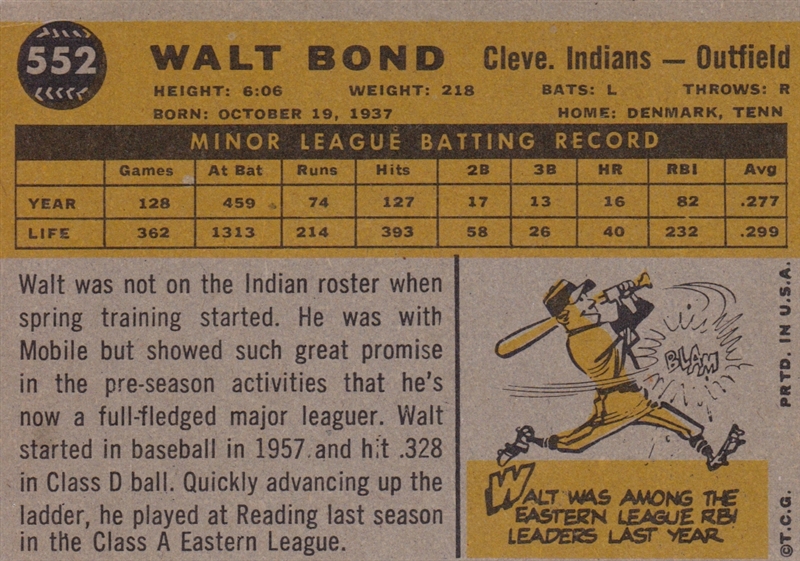 552
WALT BOND Cleve. Indians — Outfield
HEIGHT: 6:06 WEIGHT: 218 BATS: L THROWS: R
BORN: OCTOBER 19, 1937 HOME: DENMARK, TENN
MINOR LEAGUE BATTING RECORD
Games At Bat Runs Hits 2B 3B HR RBI Avg
YEAR 128 459 74 127 17 13 16 82 .277
LIFE 362 1313 214 393 58 26 40 232 .299
Walt was not on the Indian roster when
spring training started. He was with
Mobile but showed such great promise
in the pre-season activities that he's
now a full-fledged major leaguer. Walt
started in baseball in 1957 and hit .328
in Class D ball. Quickly advancing up the
ladder, he played at Reading last season
in the Class A Eastern League.
BLAM
WALT WAS AMONG THE
EASTERN LEAGUE RBI
LEADERS LAST YEAR
©T.C.G. PRTD. IN U.S.A.